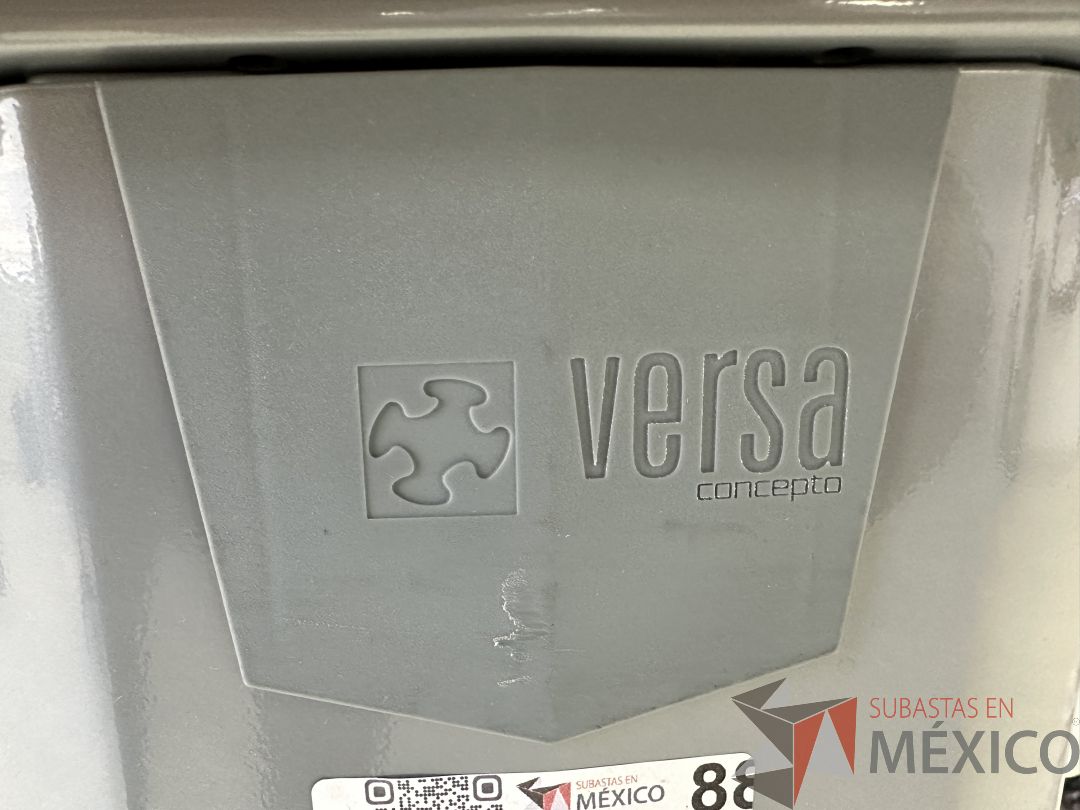 versa
concepto
SUBASTAS EN
MÉXICO
SUBASTAS EN
MÉXICO